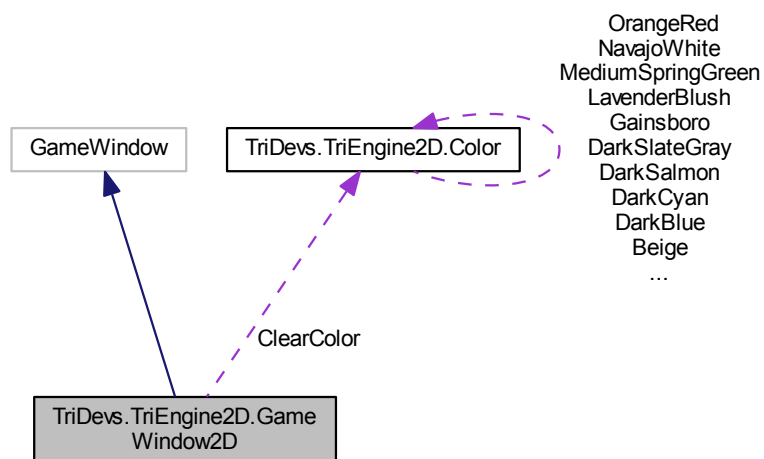 OrangeRed
NavajoWhite
MediumSpringGreen
LavenderBlush
Gainsboro
DarkSlateGray
DarkSalmon
DarkCyan
DarkBlue
Beige
...
GameWindow
TriDevs.TriEngine2D.Color
ClearColor
TriDevs.TriEngine2D.Game
Window2D